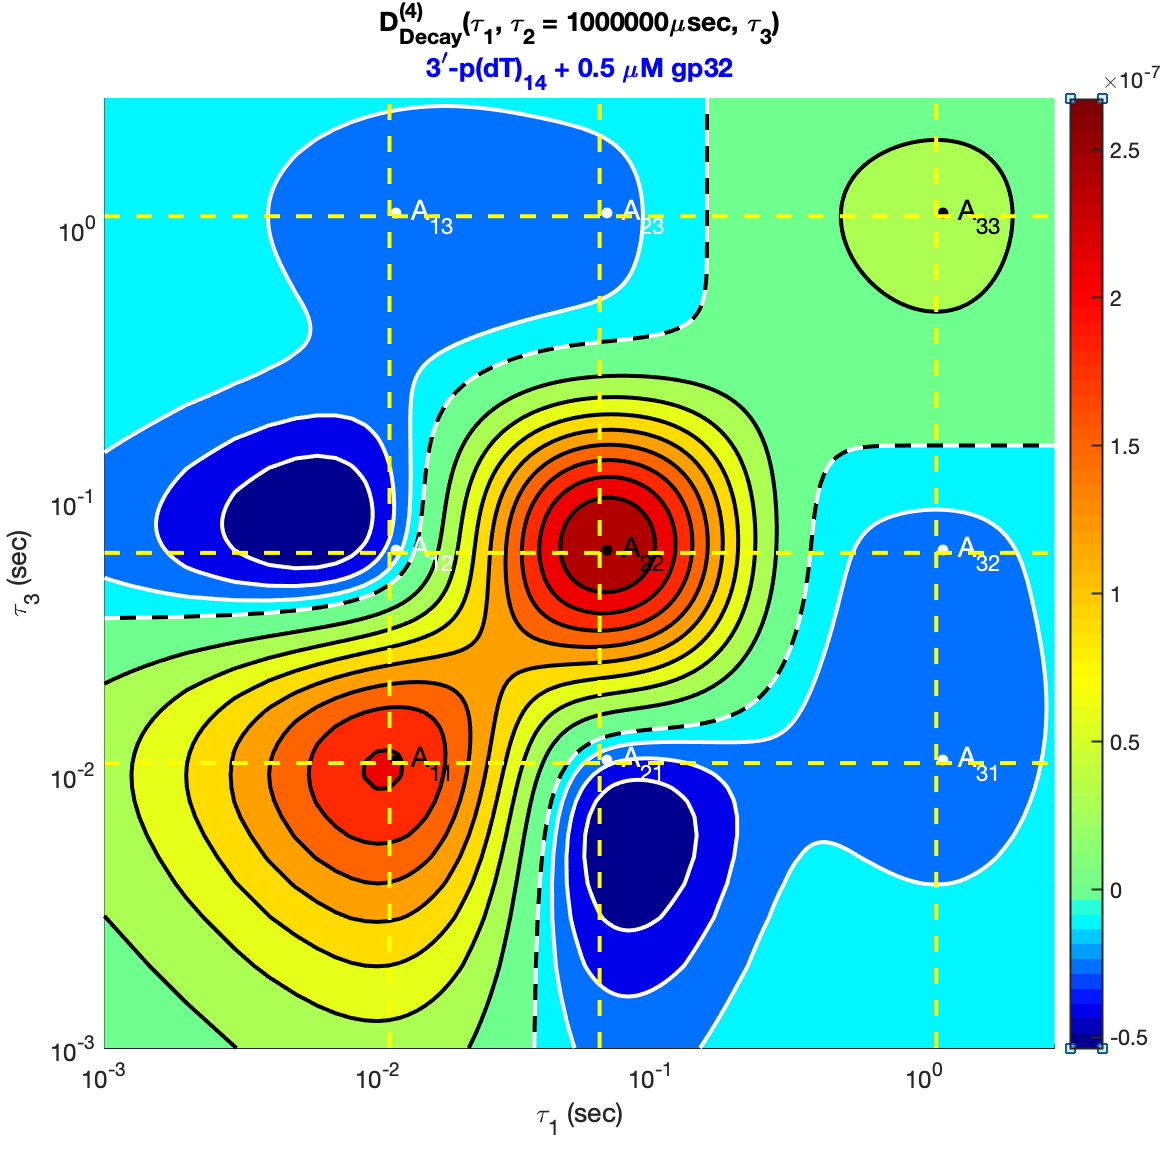 D(4)Decay(τ1, τ2 = 1000000μsec, τ3)
3′-p(dT)14 + 0.5 μM gp32
×10-7
2.5
2
1.5
1
0.5
0
-0.5
100
10-1
10-2
10-3
τ3 (sec)
A13
A23
A33
A12
A22
A32
A11
A21
A31
10-3
10-2
10-1
100
τ1 (sec)